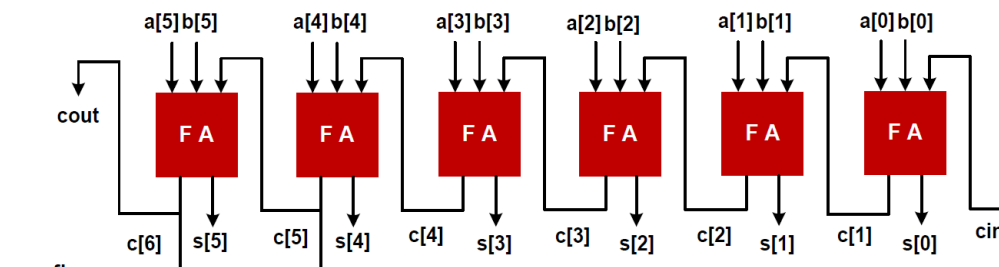 a[5] b[5] a[4] b[4] a[3] b[3] a[2] b[2] a[1] b[1] a[0] b[0]
cout
F A F A F A F A F A F A
c[6] s[5] c[5] s[4] c[4] s[3] c[3] s[2] c[2] s[1] c[1] s[0] cin